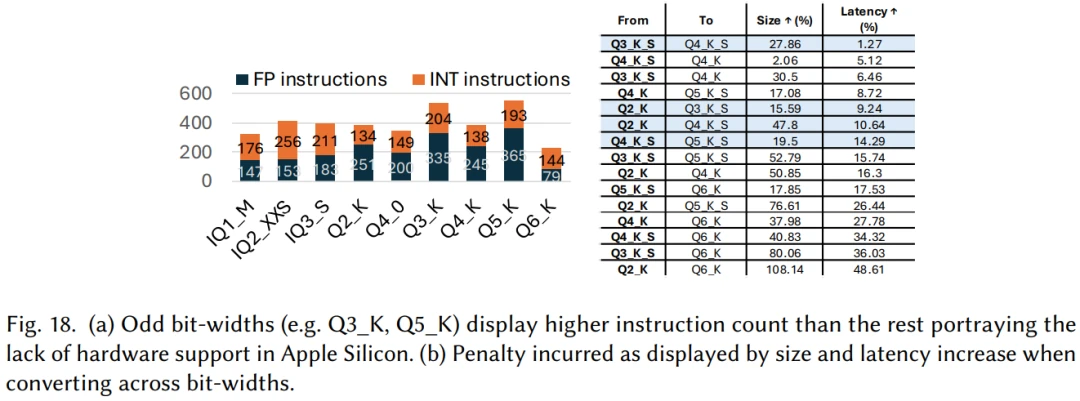 FP instructions INT instructions
600
400
200
0
176 256 211 134 149 204 138 193 144
147 153 183 251 200 335 245 365 79
IQ1_M IQ2_XXS IQ3_S Q2_K Q4_0 Q3_K Q4_K Q5_K Q6_K
From To Size ↑ (%) Latency ↑ (%)
Q3_K_S Q4_K_S 27.86 1.27
Q4_K_S Q4_K 2.06 5.12
Q3_K_S Q4_K 30.5 6.46
Q4_K Q5_K_S 17.08 8.72
Q2_K Q3_K_S 15.59 9.24
Q2_K Q4_K_S 47.8 10.64
Q4_K_S Q5_K_S 19.5 14.29
Q3_K_S Q5_K_S 52.79 15.74
Q2_K Q4_K 50.85 16.3
Q5_K_S Q6_K 17.85 17.53
Q2_K Q5_K_S 76.61 26.44
Q4_K Q6_K 37.98 27.78
Q4_K_S Q6_K 40.83 34.32
Q3_K_S Q6_K 80.06 36.03
Q2_K Q6_K 108.14 48.61
Fig. 18. (a) Odd bit-widths (e.g. Q3_K, Q5_K) display higher instruction count than the rest portraying the
lack of hardware support in Apple Silicon. (b) Penalty incurred as displayed by size and latency increase when
converting across bit-widths.